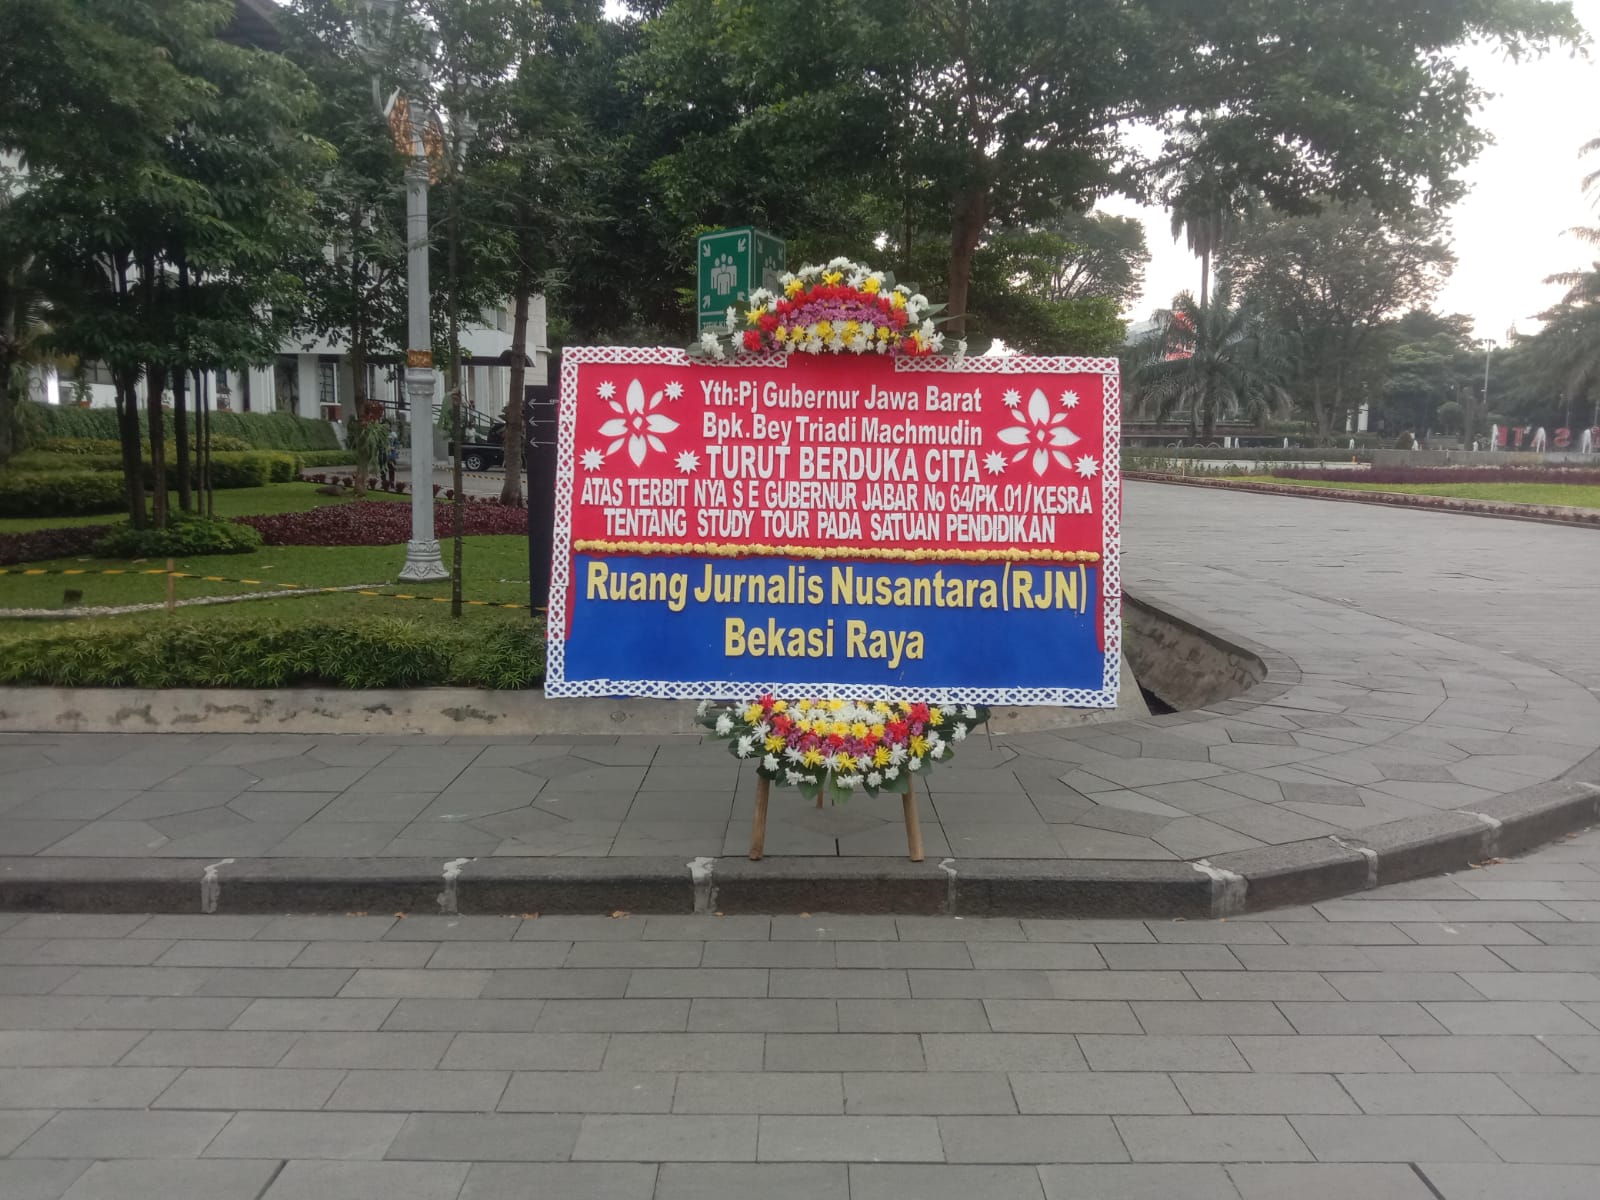 Yth:Pj Gubernur Jawa Barat
Bpk.Bey Triadi Machmudin
TURUT BERDUKA CITA
ATAS TERBIT NYA S E GUBERNUR JABAR No 64/PK.01/KESRA
TENTANG STUDY TOUR PADA SATUAN PENDIDIKAN
Ruang Jurnalis Nusantara (RJN)
Bekasi Raya